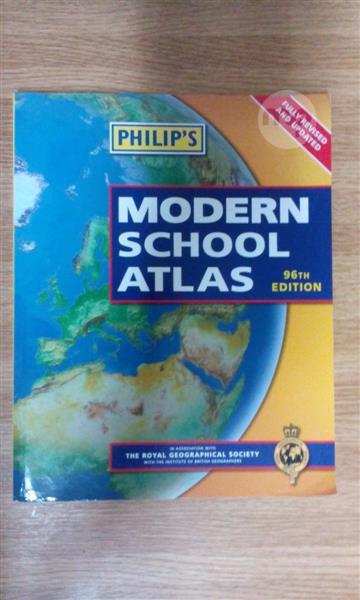 PHILIP'S
FULLY REVISED
AND UPDATED
MODERN
SCHOOL
ATLAS
96TH
EDITION
IN ASSOCIATION WITH
THE ROYAL GEOGRAPHICAL SOCIETY
WITH THE INSTITUTE OF BRITISH GEOGRAPHERS